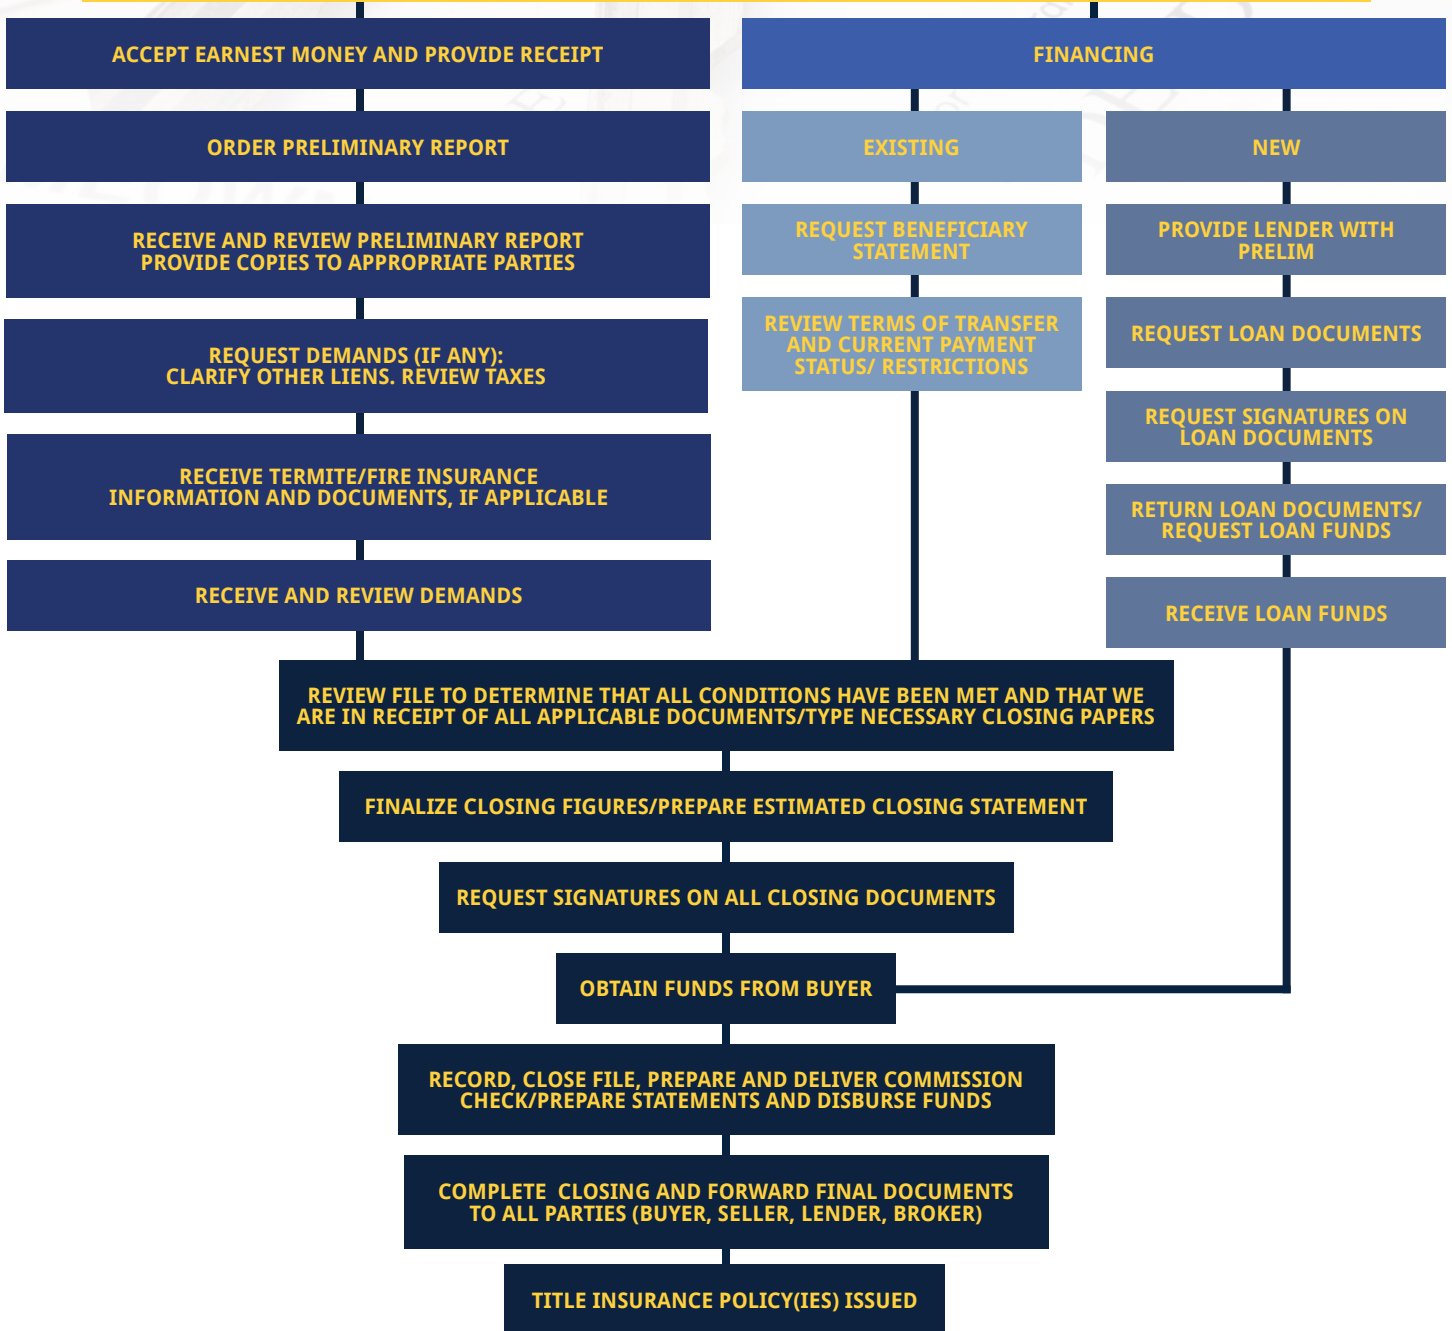 ACCEPT EARNEST MONEY AND PROVIDE RECEIPT
ORDER PRELIMINARY REPORT
RECEIVE AND REVIEW PRELIMINARY REPORT
PROVIDE COPIES TO APPROPRIATE PARTIES
REQUEST DEMANDS (IF ANY):
CLARIFY OTHER LIENS. REVIEW TAXES
RECEIVE TERMITE/FIRE INSURANCE
INFORMATION AND DOCUMENTS, IF APPLICABLE
RECEIVE AND REVIEW DEMANDS
FINANCING
EXISTING
REQUEST BENEFICIARY
STATEMENT
REVIEW TERMS OF TRANSFER
AND CURRENT PAYMENT
STATUS/ RESTRICTIONS
NEW
PROVIDE LENDER WITH
PRELIM
REQUEST LOAN DOCUMENTS
REQUEST SIGNATURES ON
LOAN DOCUMENTS
RETURN LOAN DOCUMENTS/
REQUEST LOAN FUNDS
RECEIVE LOAN FUNDS
REVIEW FILE TO DETERMINE THAT ALL CONDITIONS HAVE BEEN MET AND THAT WE
ARE IN RECEIPT OF ALL APPLICABLE DOCUMENTS/TYPE NECESSARY CLOSING PAPERS
FINALIZE CLOSING FIGURES/PREPARE ESTIMATED CLOSING STATEMENT
REQUEST SIGNATURES ON ALL CLOSING DOCUMENTS
OBTAIN FUNDS FROM BUYER
RECORD, CLOSE FILE, PREPARE AND DELIVER COMMISSION
CHECK/PREPARE STATEMENTS AND DISBURSE FUNDS
COMPLETE  CLOSING AND FORWARD FINAL DOCUMENTS
TO ALL PARTIES (BUYER, SELLER, LENDER, BROKER)
TITLE INSURANCE POLICY(IES) ISSUED